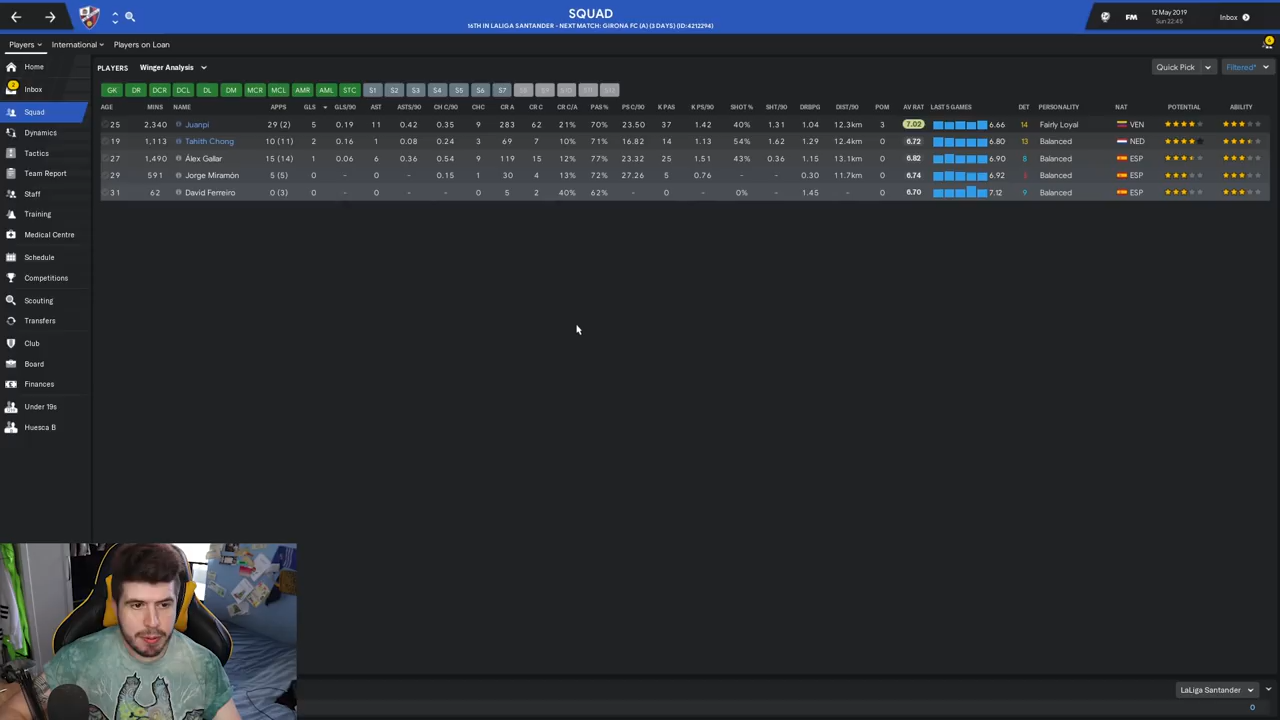 SQUAD
16TH IN LALIGA SANTANDER - NEXT MATCH: GIRONA FC (A) (3 DAYS) (ID:4212294)
FM
12 May 2019
Sun 22:45
Inbox
Players
International
Players on Loan
6
Home
2
Inbox
Squad
Dynamics
Tactics
Team Report
Staff
Training
Medical Centre
Schedule
Competitions
Scouting
Transfers
Club
Board
Finances
Under 19s
Huesca B
PLAYERS Winger Analysis
Quick Pick
Filtered*
GK DR DCR DCL DL DM MCR MCL AMR AML STC S1 S2 S3 S4 S5 S6 S7 S8 S9 S10 S11 S12
AGE MINS NAME APPS GLS GLS/90 AST ASTS/90 CH C/90 CHC CR A CR C CR C/A PAS % PS C/90 K PAS K PS/90 SHOT % SHT/90 DRBPG DIST/90 POM AV RAT LAST 5 GAMES DET PERSONALITY NAT POTENTIAL ABILITY
25 2,340 Juanpi 29 (2) 5 0.19 11 0.42 0.35 9 283 62 21% 70% 23.50 37 1.42 40% 1.31 1.04 12.3km 3 7.02 6.66 14 Fairly Loyal VEN
19 1,113 Tahith Chong 10 (11) 2 0.16 1 0.08 0.24 3 69 7 10% 71% 16.82 14 1.13 54% 1.62 1.29 12.4km 0 6.72 6.80 13 Balanced NED
27 1,490 Álex Gallar 15 (14) 1 0.06 6 0.36 0.54 9 119 15 12% 77% 23.32 25 1.51 43% 0.36 1.15 13.1km 0 6.82 6.90 8 Balanced ESP
29 591 Jorge Miramón 5 (5) 0 - 0 - 0.15 1 30 4 13% 72% 27.26 5 0.76 - - 0.30 11.7km 0 6.74 6.92 Balanced ESP
31 62 David Ferreiro 0 (3) 0 - 0 - - 0 5 2 40% 62% - 0 - 0% - 1.45 - 0 6.70 7.12 9 Balanced ESP
LaLiga Santander
0